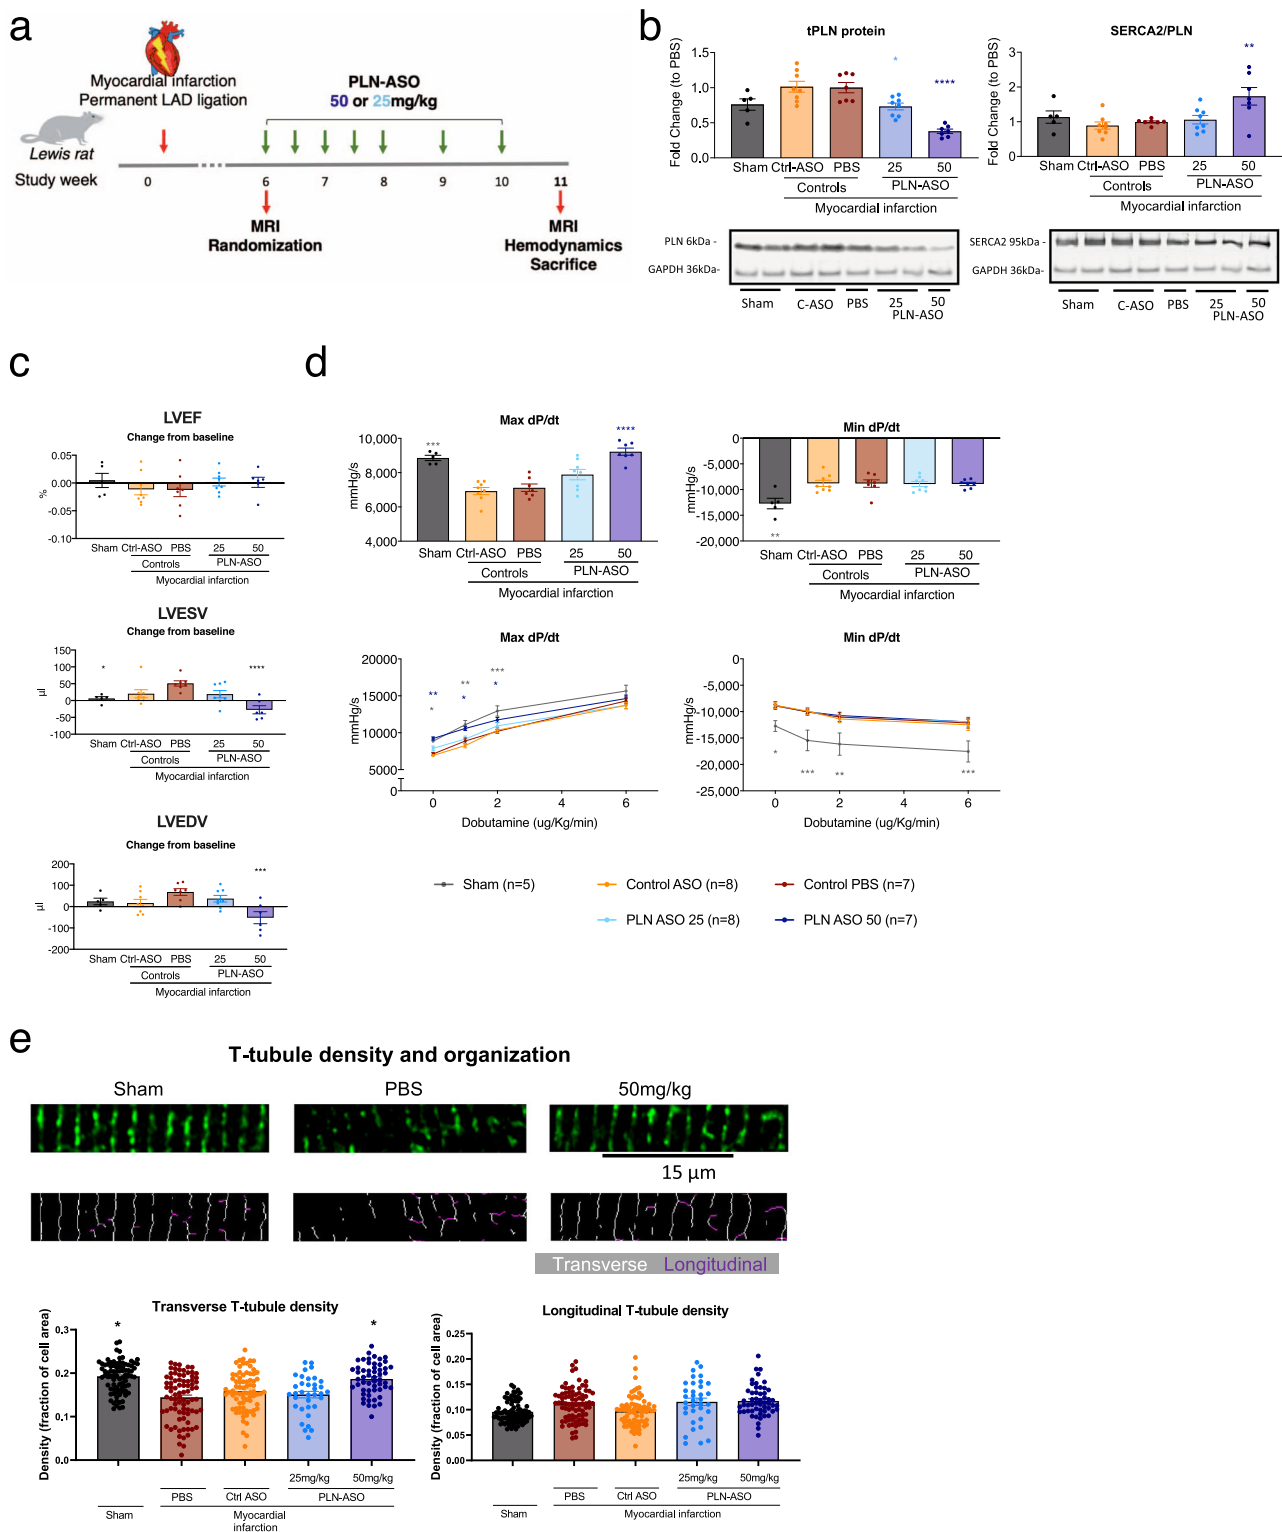 a
Myocardial infarction
Permanent LAD ligation
PLN-ASO
50 or 25mg/kg
Lewis rat
Study week
0 6 7 8 9 10 11
MRI
Randomization
MRI
Hemodynamics
Sacrifice
b
tPLN protein
Fold Change (to PBS)
1.5
1.0
0.5
0.0
*
****
Sham Ctrl-ASO PBS 25 50
Controls PLN-ASO
Myocardial infarction
SERCA2/PLN
Fold Change (to PBS)
3
2
1
0
**
Sham Ctrl-ASO PBS 25 50
Controls PLN-ASO
Myocardial infarction
PLN 6kDa -
GAPDH 36kDa-
Sham C-ASO PBS 25 50
PLN-ASO
SERCA2 95kDa -
GAPDH 36kDa-
Sham C-ASO PBS 25 50
PLN-ASO
c
LVEF
Change from baseline
%
0.05
0.00
-0.05
-0.10
Sham Ctrl-ASO PBS 25 50
Controls PLN-ASO
Myocardial infarction
LVESV
Change from baseline
µl
150
100
50
0
-50
-100
*
****
Sham Ctrl-ASO PBS 25 50
Controls PLN-ASO
Myocardial infarction
LVEDV
Change from baseline
µl
200
100
0
-100
-200
***
Sham Ctrl-ASO PBS 25 50
Controls PLN-ASO
Myocardial infarction
d
Max dP/dt
mmHg/s
10,000
8,000
6,000
4,000
***
****
Sham Ctrl-ASO PBS 25 50
Controls PLN-ASO
Myocardial infarction
Min dP/dt
mmHg/s
0
-5,000
-10,000
-15,000
-20,000
**
Sham Ctrl-ASO PBS 25 50
Controls PLN-ASO
Myocardial infarction
Max dP/dt
mmHg/s
20000
15000
10000
5000
0
** * ** * *** *
0 2 4 6
Dobutamine (ug/Kg/min)
Min dP/dt
mmHg/s
0
-5,000
-10,000
-15,000
-20,000
-25,000
* *** ** ***
0 2 4 6
Dobutamine (ug/Kg/min)
Sham (n=5) Control ASO (n=8) Control PBS (n=7)
PLN ASO 25 (n=8) PLN ASO 50 (n=7)
e
T-tubule density and organization
Sham PBS 50mg/kg
15 µm
Transverse Longitudinal
Transverse T-tubule density
Density (fraction of cell area)
0.3
0.2
0.1
0.0
*
*
25mg/kg 50mg/kg
PBS Ctrl ASO PLN-ASO
Sham Myocardial
infarction
Longitudinal T-tubule density
Density (fraction of cell area)
0.25
0.20
0.15
0.10
0.05
0.00
25mg/kg 50mg/kg
PBS Ctrl ASO PLN-ASO
Sham Myocardial infarction